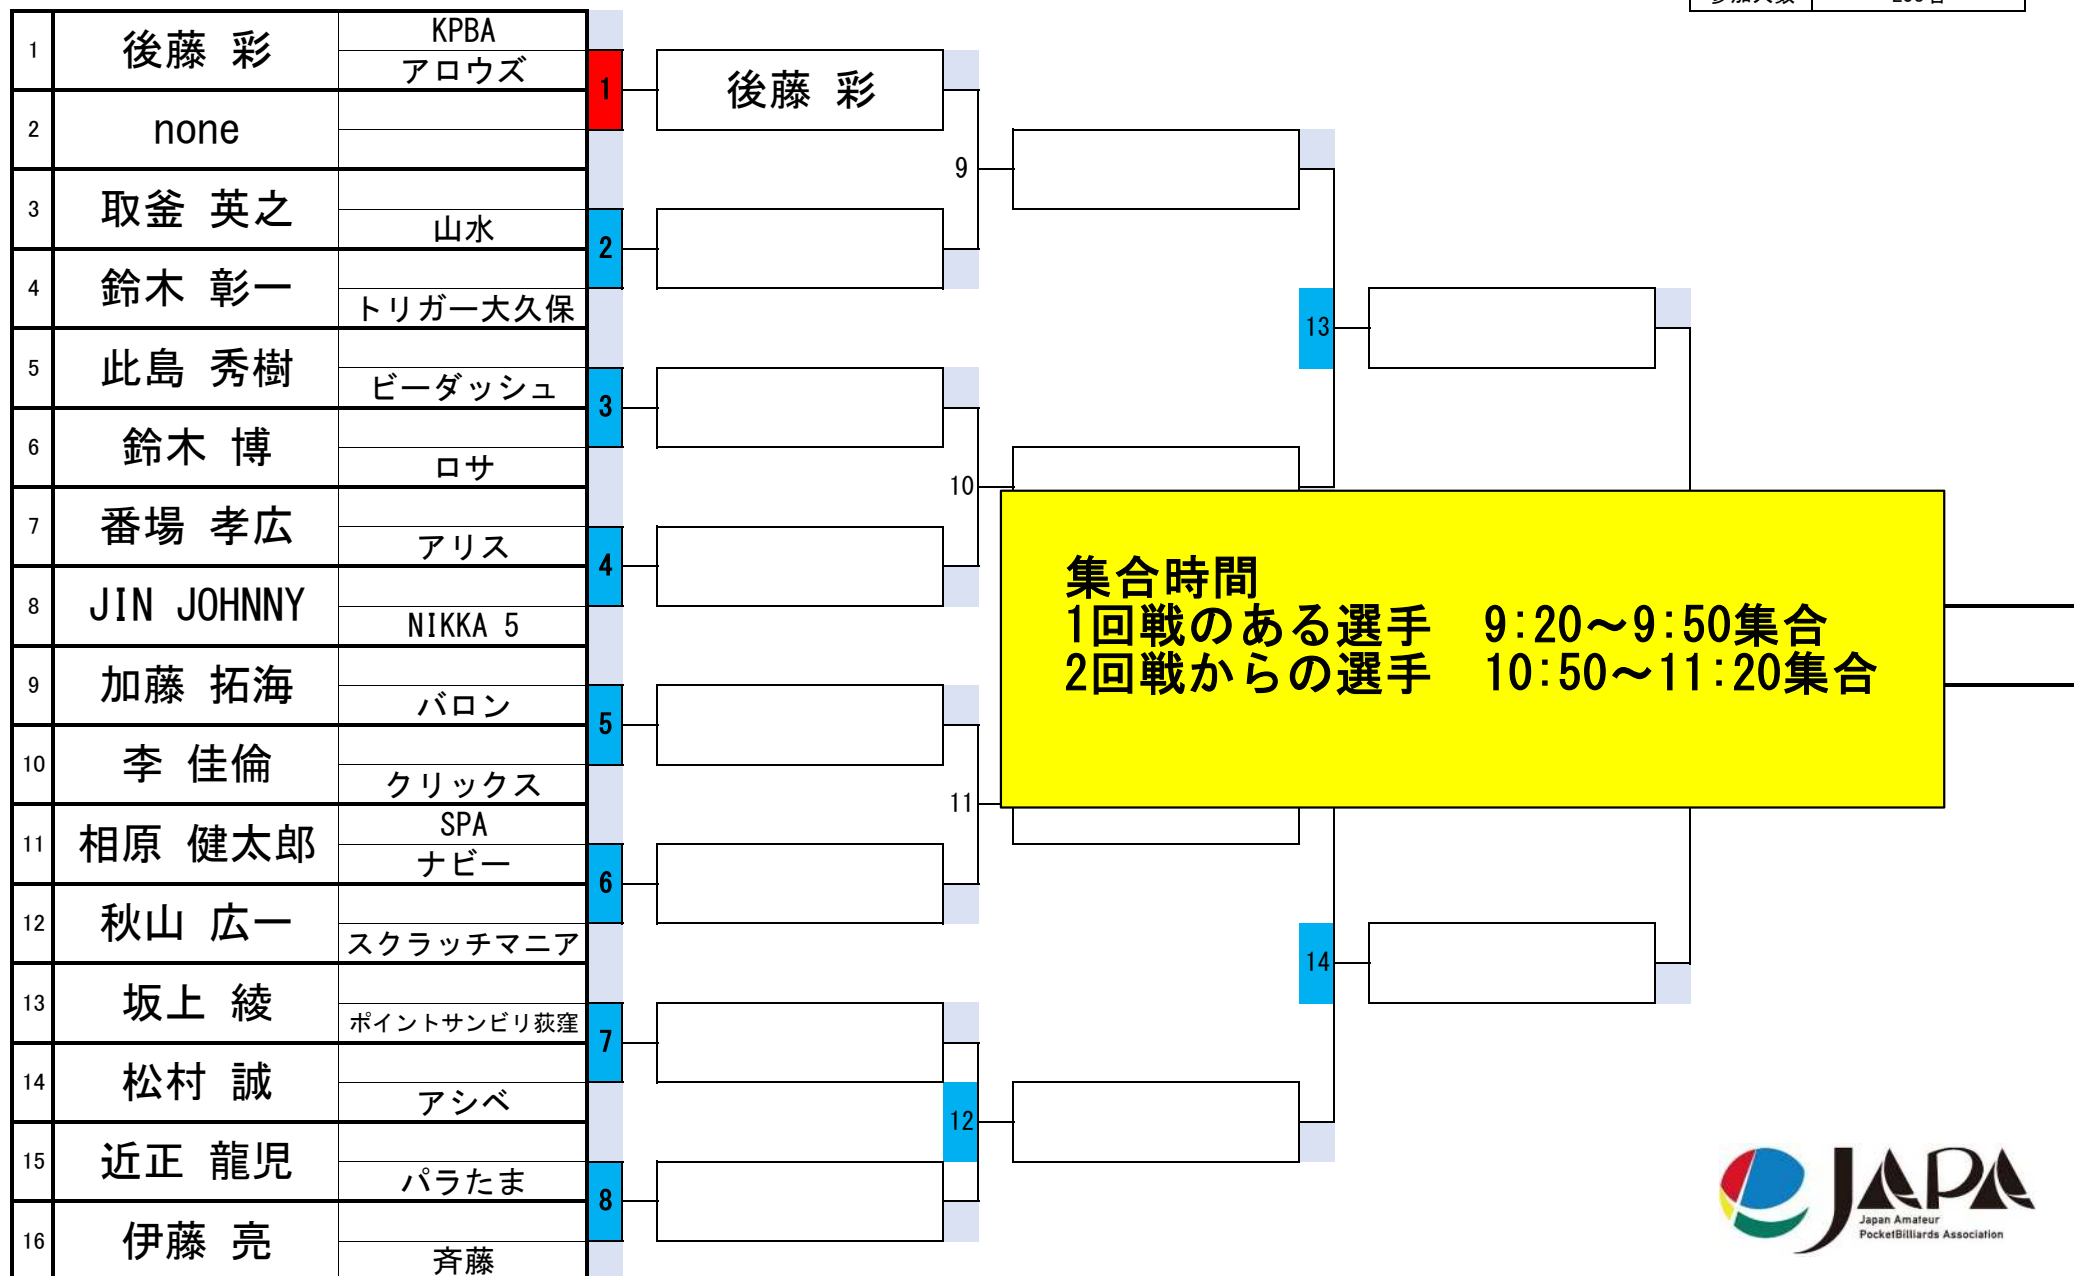 1 後藤 彩 KPBA
アロウズ
2 none
3 取釜 英之
山水
4 鈴木 彰一
トリガー大久保
5 此島 秀樹
ビーダッシュ
6 鈴木 博
ロサ
7 番場 孝広
アリス
8 JIN JOHNNY
NIKKA 5
9 加藤 拓海
バロン
10 李 佳倫
クリックス
11 相原 健太郎 SPA
ナビー
12 秋山 広一
スクラッチマニア
13 坂上 綾
ポイントサンビリ荻窪
14 松村 誠
アシベ
15 近正 龍児
パラたま
16 伊藤 亮
斉藤
1
2
3
4
5
6
7
8
後藤 彩
9
10
11
12
13
14
集合時間
1回戦のある選手 9:20～9:50集合
2回戦からの選手 10:50～11:20集合
JAPA
Japan Amateur
PocketBilliards Association